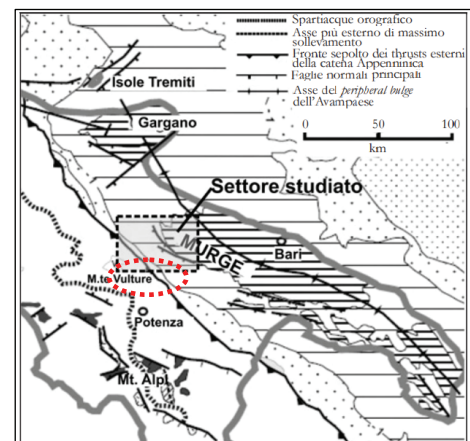 Spartiacque orografico
Asse più esterno di massimo
sollevamento
Fronte sepolto dei thrusts esterni
della catena Appenninica
Faglie normali principali
Asse del peripheral bulge
dell'Avampaese
0 50 100
km
Isole Tremiti
Gargano
Settore studiato
MURGE
Bari
M.te Vulture
Potenza
Mt. Alpi